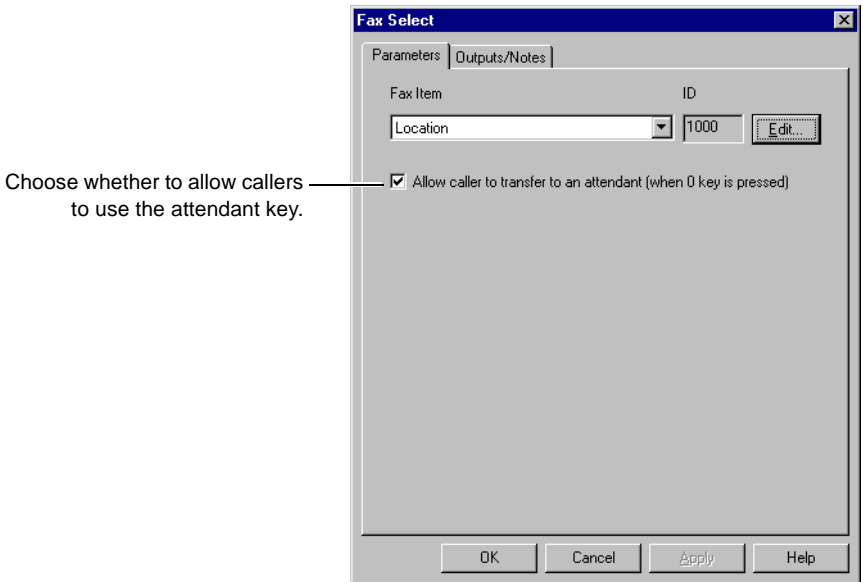 Fax Select
Parameters Outputs/Notes
Fax Item ID
Location 1000 Edit...
Choose whether to allow callers
to use the attendant key.
Allow caller to transfer to an attendant (when 0 key is pressed)
OK Cancel Apply Help